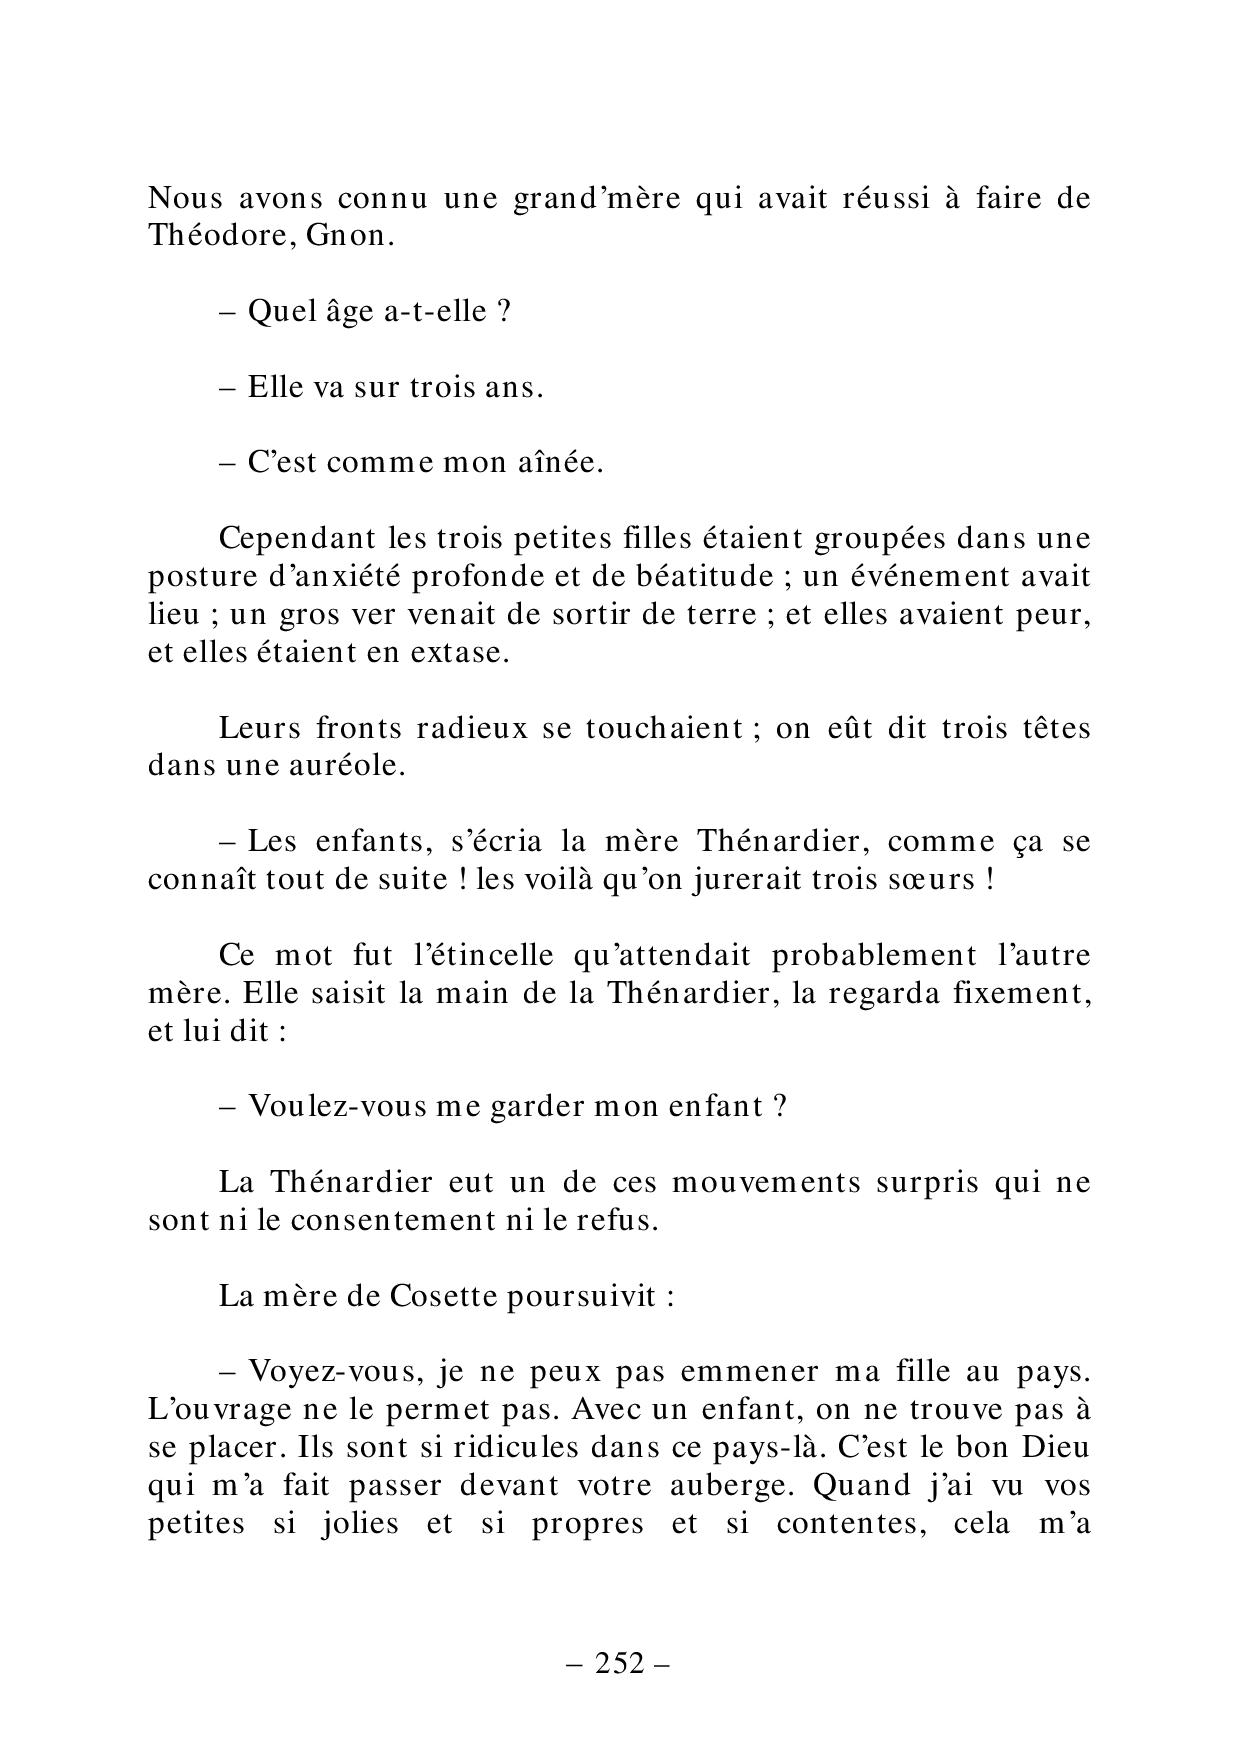 Nous avons connu une grand’mère qui avait réussi à faire de
Théodore, Gnon.
– Quel âge a-t-elle ?
– Elle va sur trois ans.
– C’est comme mon aînée.
Cependant les trois petites filles étaient groupées dans une
posture d’anxiété profonde et de béatitude ; un événement avait
lieu ; un gros ver venait de sortir de terre ; et elles avaient peur,
et elles étaient en extase.
Leurs fronts radieux se touchaient ; on eût dit trois têtes
dans une auréole.
– Les enfants, s’écria la mère Thénardier, comme ça se
connaît tout de suite ! les voilà qu’on jurerait trois sœurs !
Ce mot fut l’étincelle qu’attendait probablement l’autre
mère. Elle saisit la main de la Thénardier, la regarda fixement,
et lui dit :
– Voulez-vous me garder mon enfant ?
La Thénardier eut un de ces mouvements surpris qui ne
sont ni le consentement ni le refus.
La mère de Cosette poursuivit :
– Voyez-vous, je ne peux pas emmener ma fille au pays.
L’ouvrage ne le permet pas. Avec un enfant, on ne trouve pas à
se placer. Ils sont si ridicules dans ce pays-là. C’est le bon Dieu
qui m’a fait passer devant votre auberge. Quand j’ai vu vos
petites si jolies et si propres et si contentes, cela m’a
– 252 –